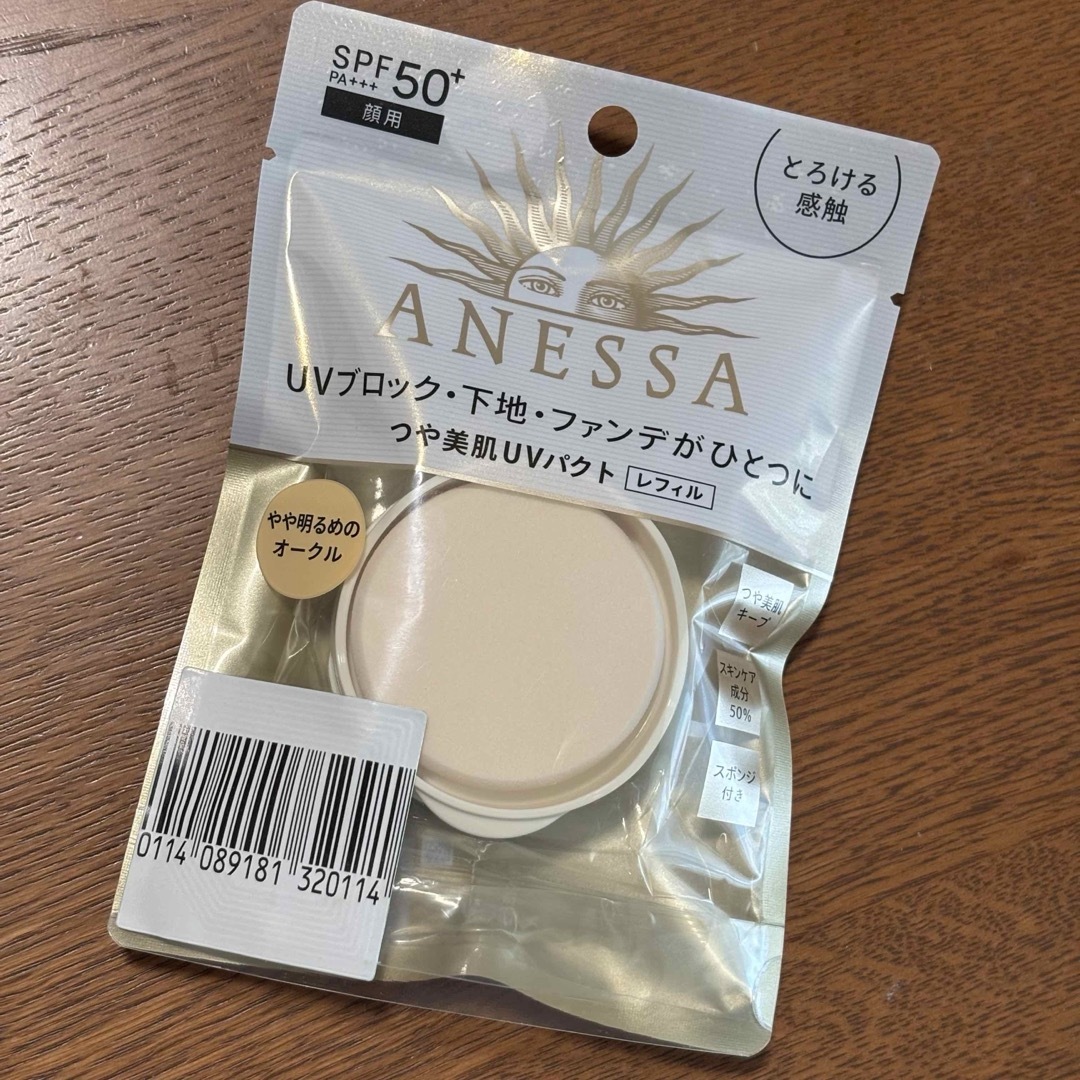 SPF50+
PA+++
顔用
とろける
感触
ANESSA
UVブロック・下地・ファンデがひとつに
つや美肌UVパクト レフィル
やや明るめの
オークル
つや美肌
キープ
スキンケア
成分
50%
スポンジ
付き
0114 089181 320114